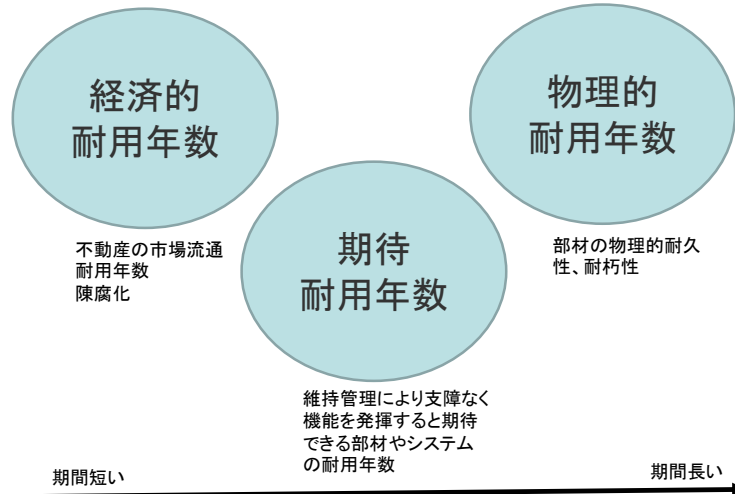 経済的
耐用年数
不動産の市場流通
耐用年数
陳腐化
期待
耐用年数
維持管理により支障なく
機能を発揮すると期待
できる部材やシステム
の耐用年数
物理的
耐用年数
部材の物理的耐久
性、耐朽性
期間短い
期間長い